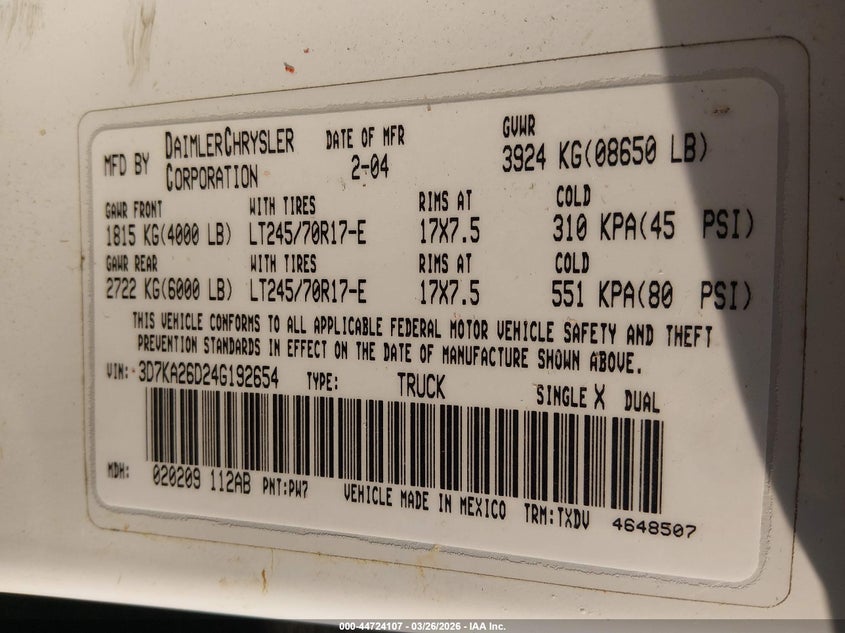 MFD BY DAIMLERCHRYSLER CORPORATION DATE OF MFR 2-04 GVWR 3924 KG(08650 LB)
GAWR FRONT WITH TIRES RIMS AT COLD
1815 KG(4000 LB) LT245/70R17-E 17X7.5 310 KPA(45 PSI)
GAWR REAR WITH TIRES RIMS AT COLD
2722 KG(6000 LB) LT245/70R17-E 17X7.5 551 KPA(80 PSI)
THIS VEHICLE CONFORMS TO ALL APPLICABLE FEDERAL MOTOR VEHICLE SAFETY AND THEFT
PREVENTION STANDARDS IN EFFECT ON THE DATE OF MANUFACTURE SHOWN ABOVE.
VIN: 3D7KA26D24G192654 TYPE: TRUCK SINGLE X DUAL
MDH: 020209 112AB PNT:PW7 VEHICLE MADE IN MEXICO TRM:TXDV 4648507
000-44724107 - 03/26/2026 - IAA Inc.